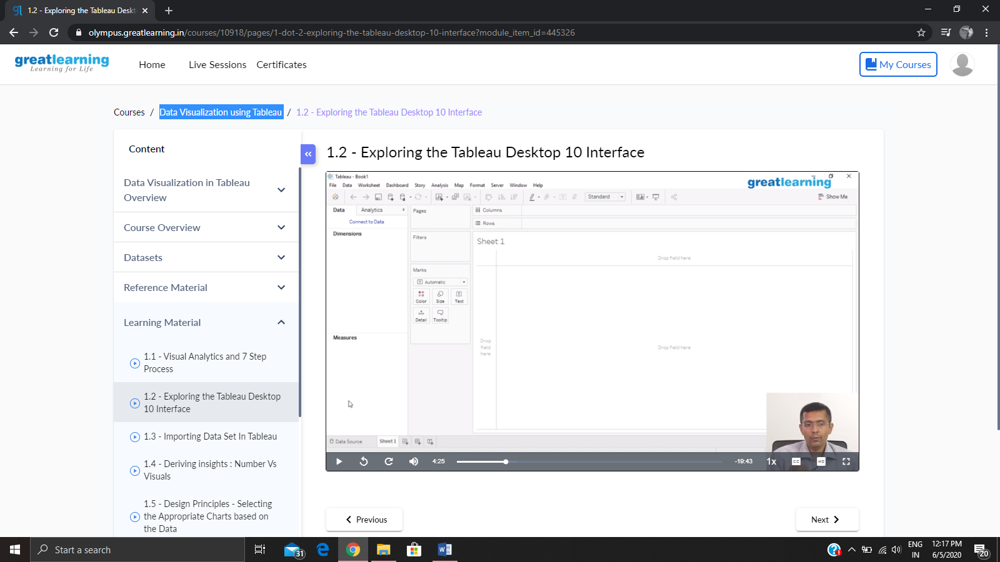 1.2 - Exploring the Tableau Deskt
olympus.greatlearning.in/courses/10918/pages/1-dot-2-exploring-the-tableau-desktop-10-interface?module_item_id=445326
greatlearning
Learning for Life
Home Live Sessions Certificates
My Courses
Courses / Data Visualization using Tableau / 1.2 - Exploring the Tableau Desktop 10 Interface
Content
Data Visualization in Tableau
Overview
Course Overview
Datasets
Reference Material
Learning Material
1.1 - Visual Analytics and 7 Step
Process
1.2 - Exploring the Tableau Desktop
10 Interface
1.3 - Importing Data Set In Tableau
1.4 - Deriving insights : Number Vs
Visuals
1.5 - Design Principles - Selecting
the Appropriate Charts based on
the Data
1.2 - Exploring the Tableau Desktop 10 Interface
Tableau - Book1
File Data Worksheet Dashboard Story Analysis Map Format Server Window Help
greatlearning
Standard
Show Me
Data Analytics
Connect to Data
Dimensions
Measures
Pages
Filters
Marks
Automatic
Color Size Text
Detail Tooltip
Columns
Rows
Sheet 1
Drop field here
Drop
field
here
Drop field here
Data Source Sheet 1
4:25 -19:43 1x CC HD
Previous Next
Start a search
31
ENG
IN
12:17 PM
6/5/2020
20